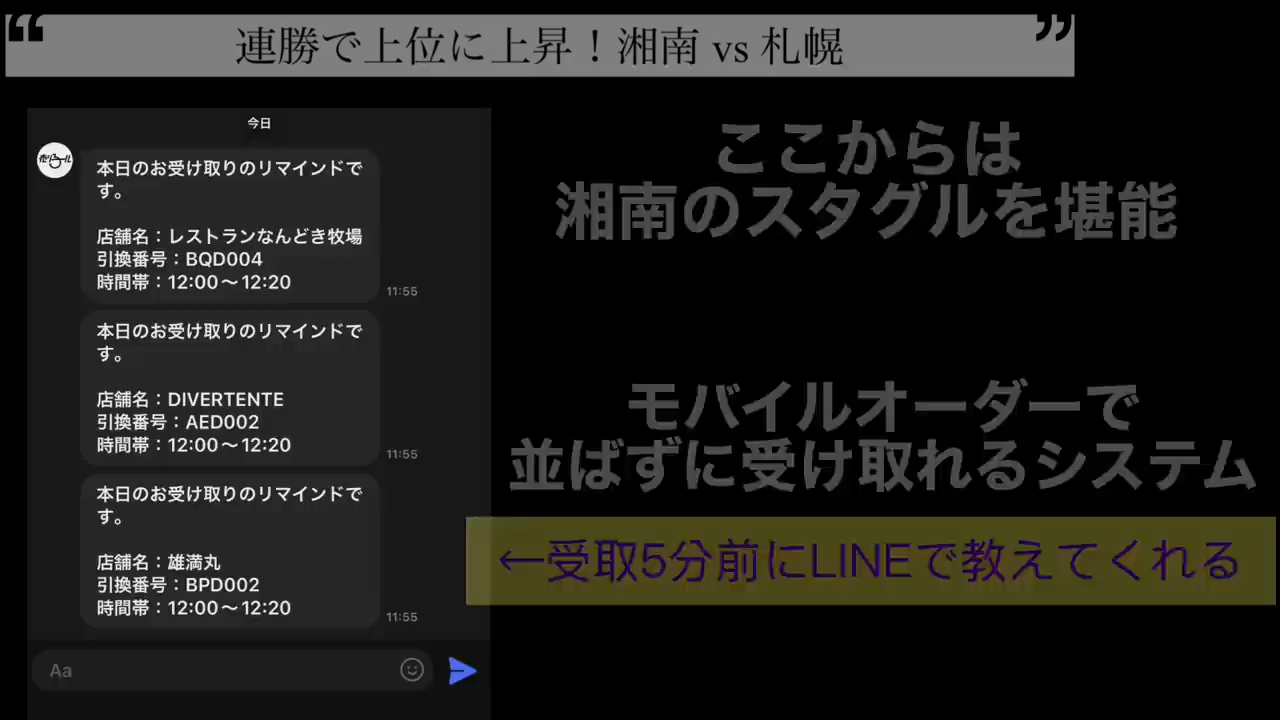 “
連勝で上位に上昇！湘南 vs 札幌
”
今日
本日のお受け取りのリマインドで
す。
店舗名：レストランなんどき牧場
引換番号：BQD004
時間帯：12:00～12:20
11:55
本日のお受け取りのリマインドで
す。
店舗名：DIVERTENTE
引換番号：AED002
時間帯：12:00～12:20
11:55
本日のお受け取りのリマインドで
す。
店舗名：雄満丸
引換番号：BPD002
時間帯：12:00～12:20
11:55
Aa
ここからは
湘南のスタグルを堪能
モバイルオーダーで
並ばずに受け取れるシステム
←受取5分前にLINEで教えてくれる